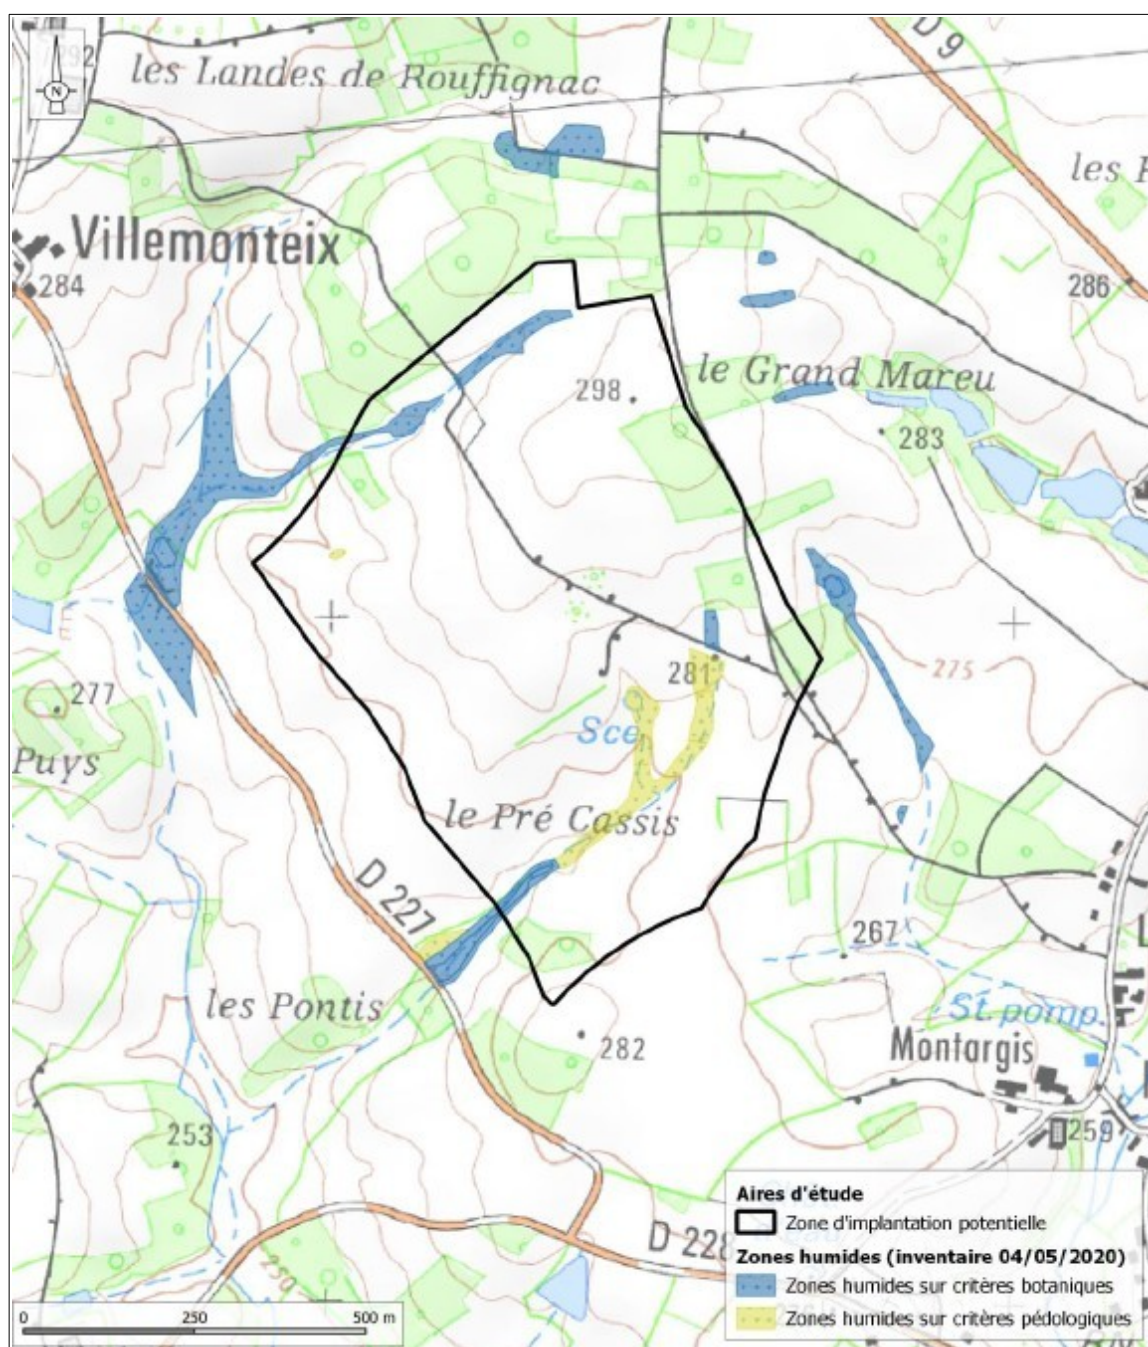 N
D 9
les Landes de Rouffignac
Villemonteix
284
286
298
le Grand Mareu
283
277
281
275
Puys
Sce
le Pré Cassis
D 227
267
les Pontis
St. pomp.
282
Montargis
253
259
D 228
250
Aires d'étude
Zone d'implantation potentielle
Zones humides (inventaire 04/05/2020)
Zones humides sur critères botaniques
Zones humides sur critères pédologiques
0 250 500 m